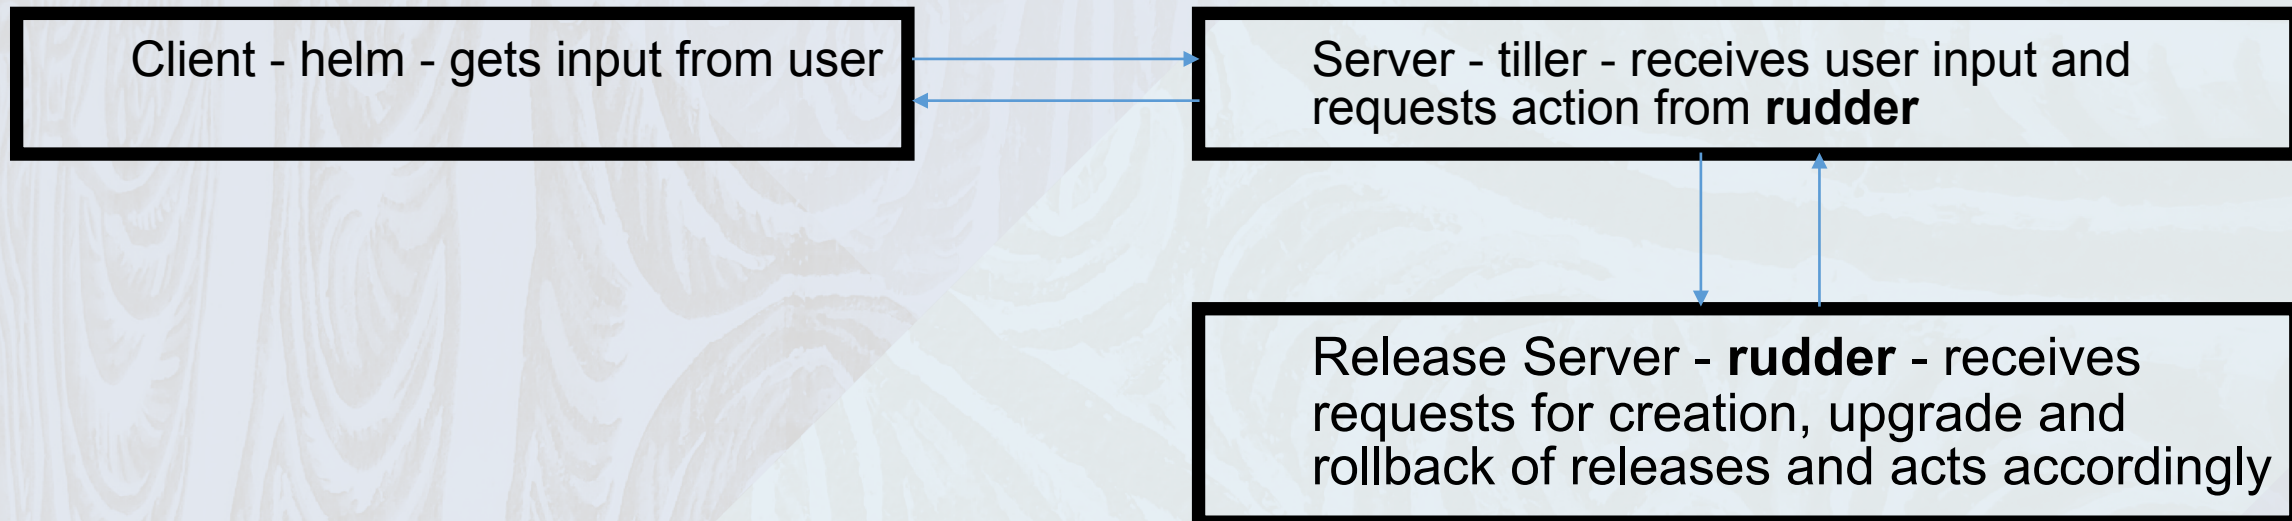 Client - helm - gets input from user
Server - tiller - receives user input and
requests action from rudder
Release Server - rudder - receives
requests for creation, upgrade and
rollback of releases and acts accordingly